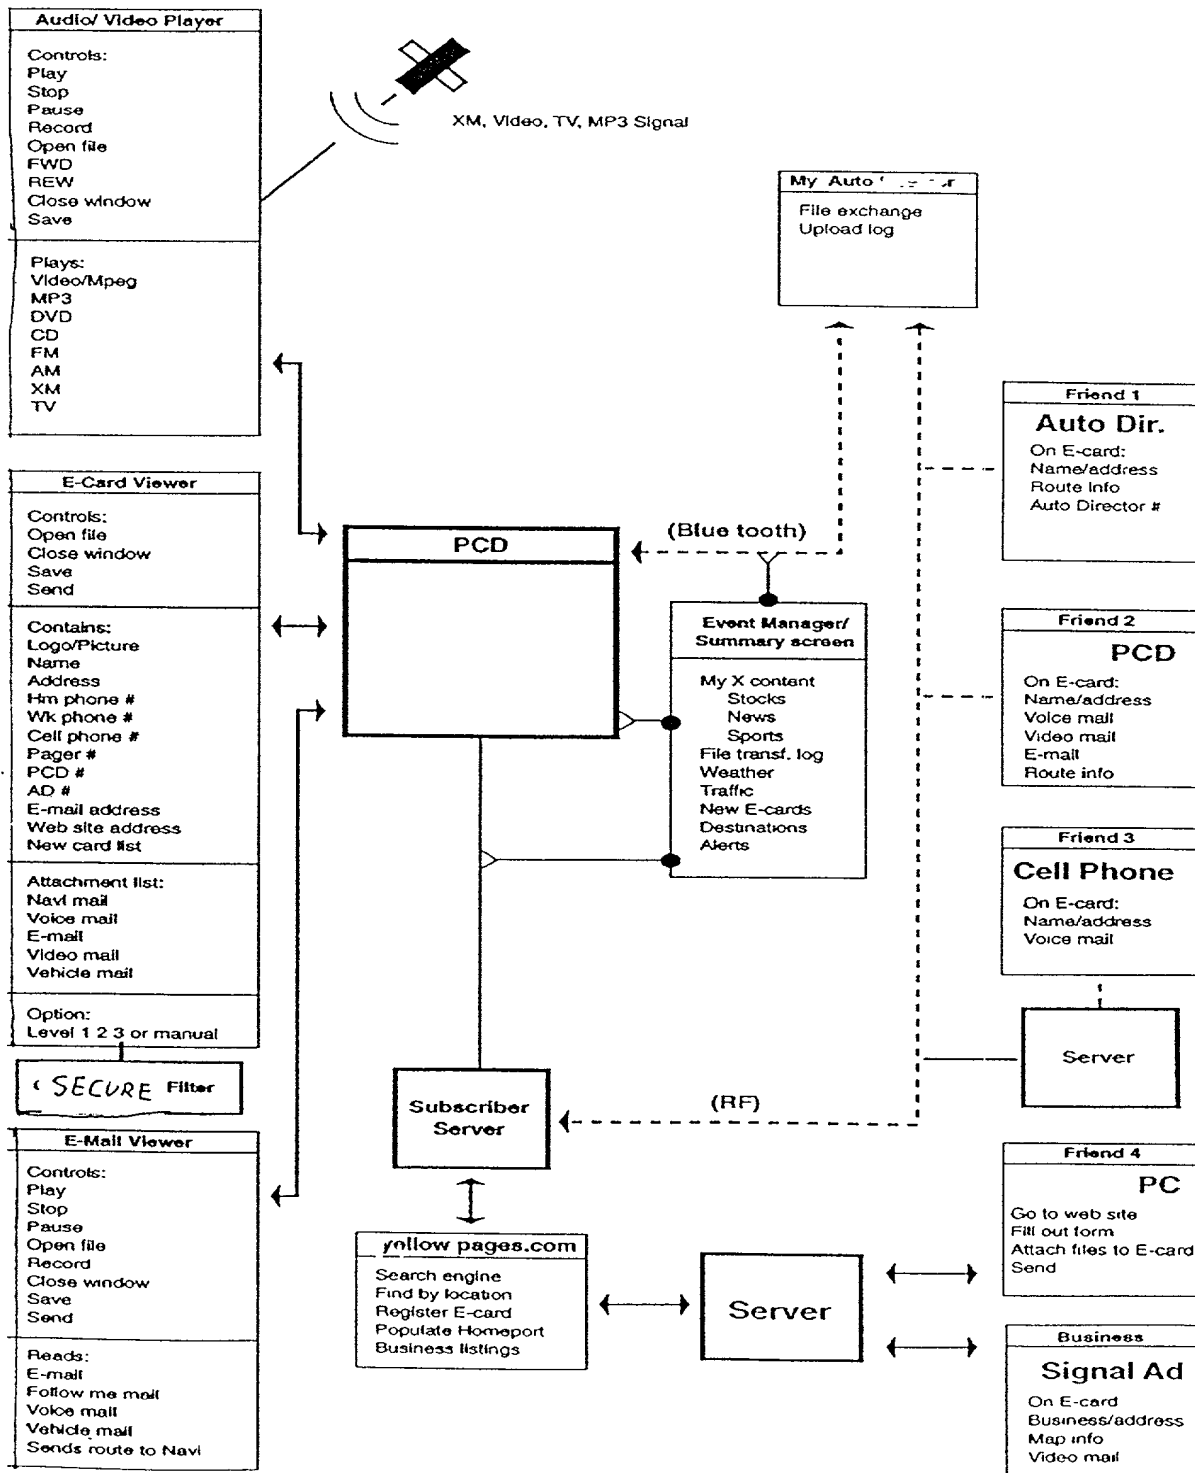 Audio/ Video Player
Controls:
Play
Stop
Pause
Record
Open file
FWD
REW
Close window
Save
Plays:
Video/Mpeg
MP3
DVD
CD
FM
AM
XM
TV
XM, Video, TV, MP3 Signal
My Auto
File exchange
Upload log
E-Card Viewer
Controls:
Open file
Close window
Save
Send
Contains:
Logo/Picture
Name
Address
Hm phone #
Wk phone #
Cell phone #
Pager #
PCD #
AD #
E-mail address
Web site address
New card list
Attachment list:
Navi mail
Voice mail
E-mail
Video mail
Vehicle mail
Option:
Level 1 2 3 or manual
SECURE Filter
E-Mail Viewer
Controls:
Play
Stop
Pause
Open file
Record
Close window
Save
Send
Reads:
E-mail
Follow me mail
Voice mail
Vehicle mail
Sends route to Navi
PCD
(Blue tooth)
Event Manager/
Summary screen
My X content
Stocks
News
Sports
File transf. log
Weather
Traffic
New E-cards
Destinations
Alerts
Subscriber
Server
(RF)
yellow pages.com
Search engine
Find by location
Register E-card
Populate Homeport
Business listings
Server
Friend 1
Auto Dir.
On E-card:
Name/address
Route Info
Auto Director #
Friend 2
PCD
On E-card:
Name/address
Voice mail
Video mail
E-mail
Route info
Friend 3
Cell Phone
On E-card:
Name/address
Voice mail
Server
Friend 4
PC
Go to web site
Fill out form
Attach files to E-card
Send
Business
Signal Ad
On E-card
Business/address
Map info
Video mail